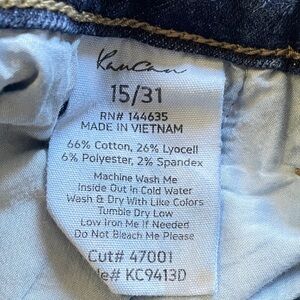 KanCan
15/31
RN# 144635
MADE IN VIETNAM
66% Cotton, 26% Lyocell
6% Polyester, 2% Spandex
Machine Wash Me
Inside Out in Cold Water
Wash & Dry With Like Colors
Tumble Dry Low
Low Iron Me If Needed
Do Not Bleach Me Please
Cut# 47001
le# KC9413D